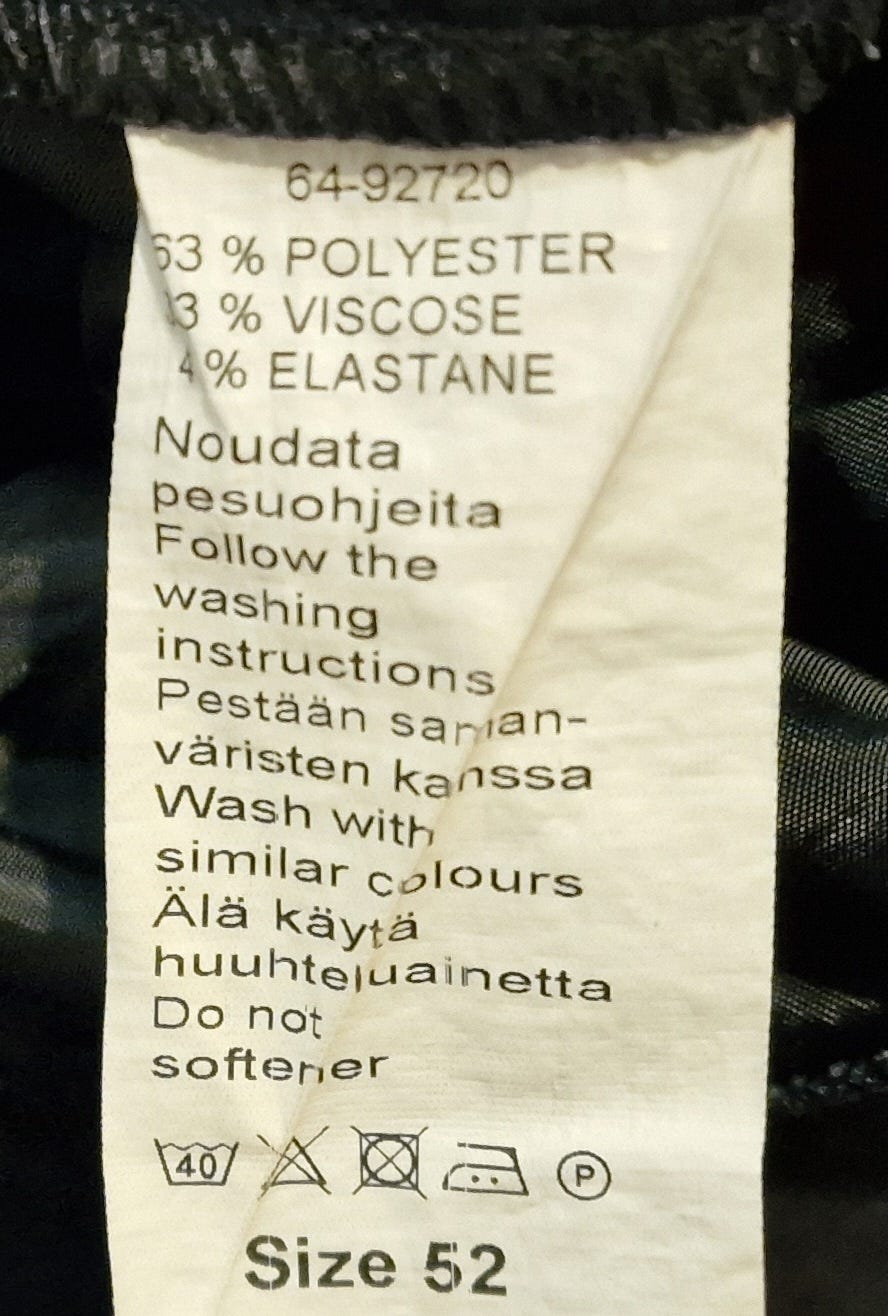 64-92720
63 % POLYESTER
33 % VISCOSE
4% ELASTANE
Noudata
pesuohjeita
Follow the
washing
instructions
Pestään saman-
väristen kanssa
Wash with
similar colours
Älä käytä
huuhteluainetta
Do not
softener
40
P
Size 52